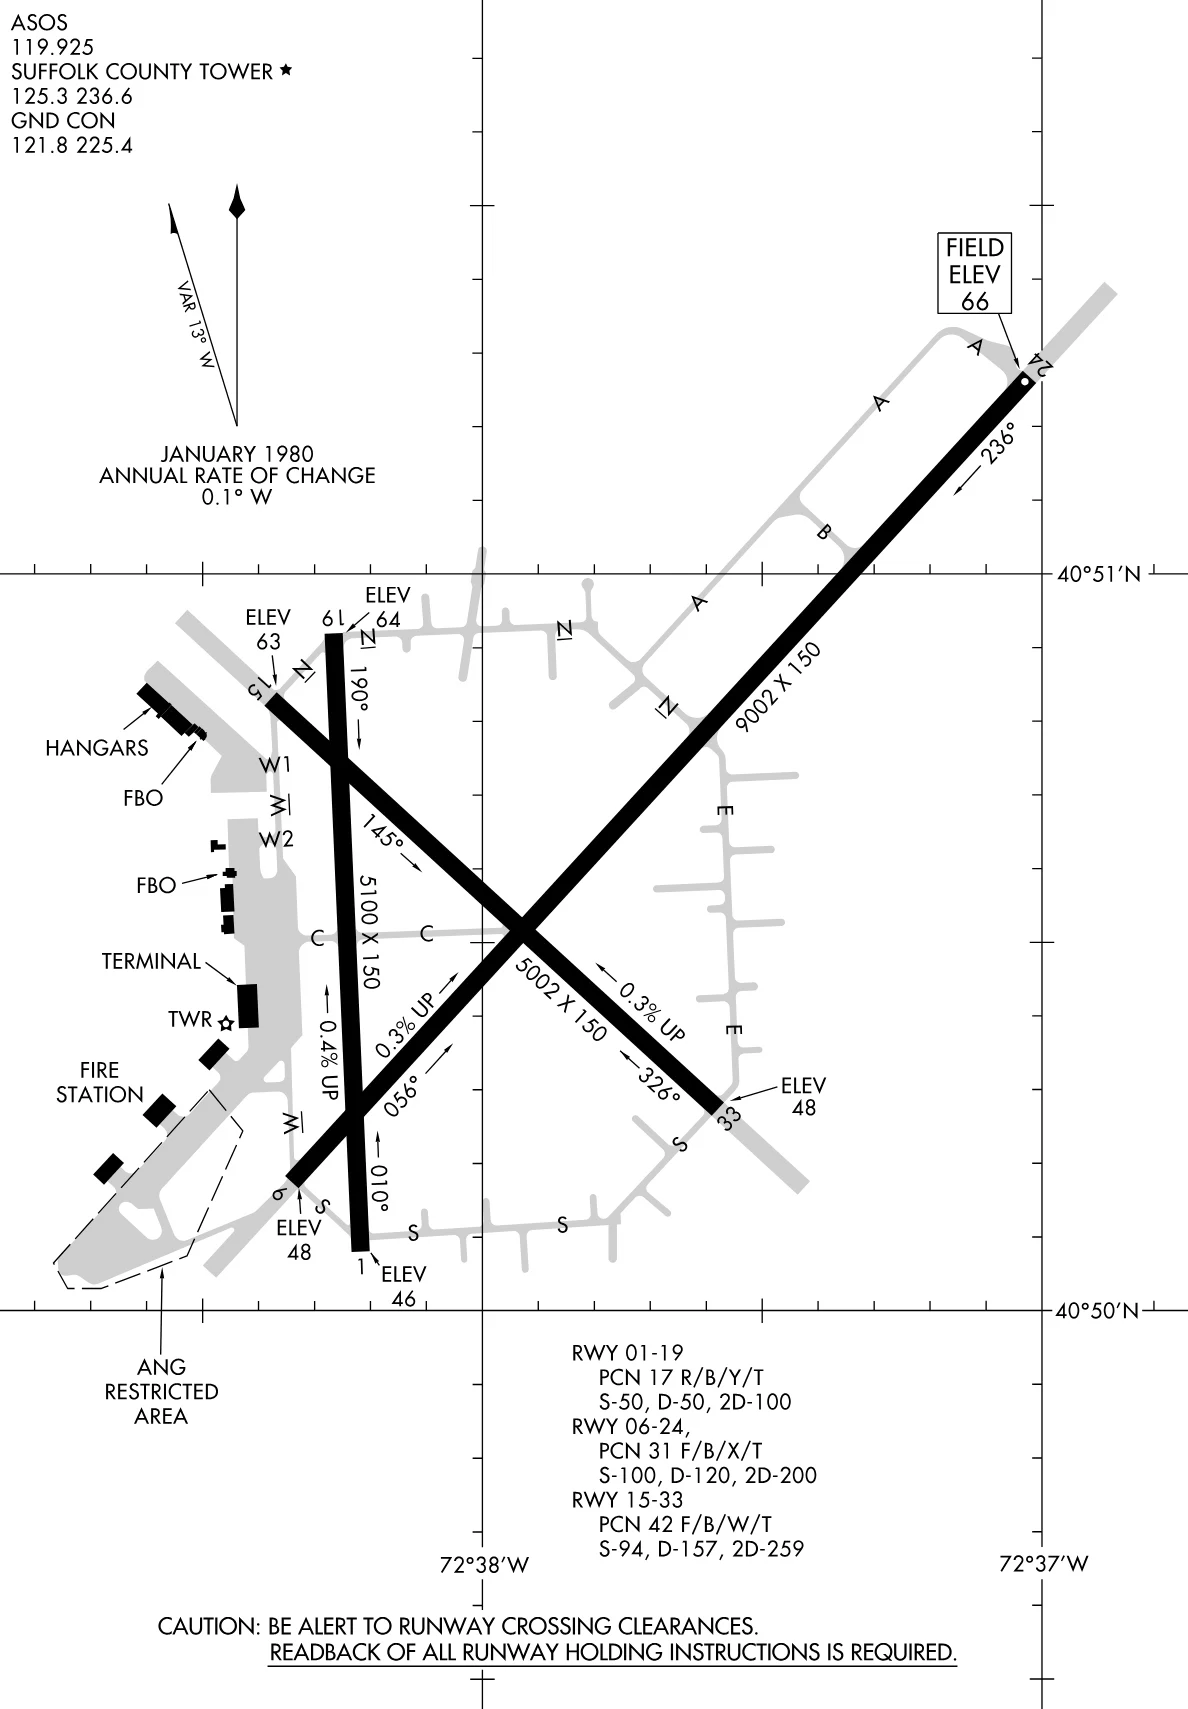 ASOS
119.925
SUFFOLK COUNTY TOWER ★
125.3 236.6
GND CON
121.8 225.4
VAR 13° W
JANUARY 1980
ANNUAL RATE OF CHANGE
0.1° W
FIELD
ELEV
66
24
A
A
236°
B
A
40°51'N
ELEV
64
ELEV
63
19
N
N
N
15
190°
N
9002 X 150
HANGARS
W1
FBO
W
145°
E
W2
FBO
5100 X 150
C
C
TERMINAL
5002 X 150
0.3% UP
0.3% UP
TWR
0.4% UP
E
FIRE
STATION
056°
326°
ELEV
48
33
W
S
010°
6
S
ELEV
48
S
S
1
ELEV
46
40°50'N
ANG
RESTRICTED
AREA
RWY 01-19
PCN 17 R/B/Y/T
S-50, D-50, 2D-100
RWY 06-24,
PCN 31 F/B/X/T
S-100, D-120, 2D-200
RWY 15-33
PCN 42 F/B/W/T
S-94, D-157, 2D-259
72°38'W
72°37'W
CAUTION: BE ALERT TO RUNWAY CROSSING CLEARANCES.
READBACK OF ALL RUNWAY HOLDING INSTRUCTIONS IS REQUIRED.